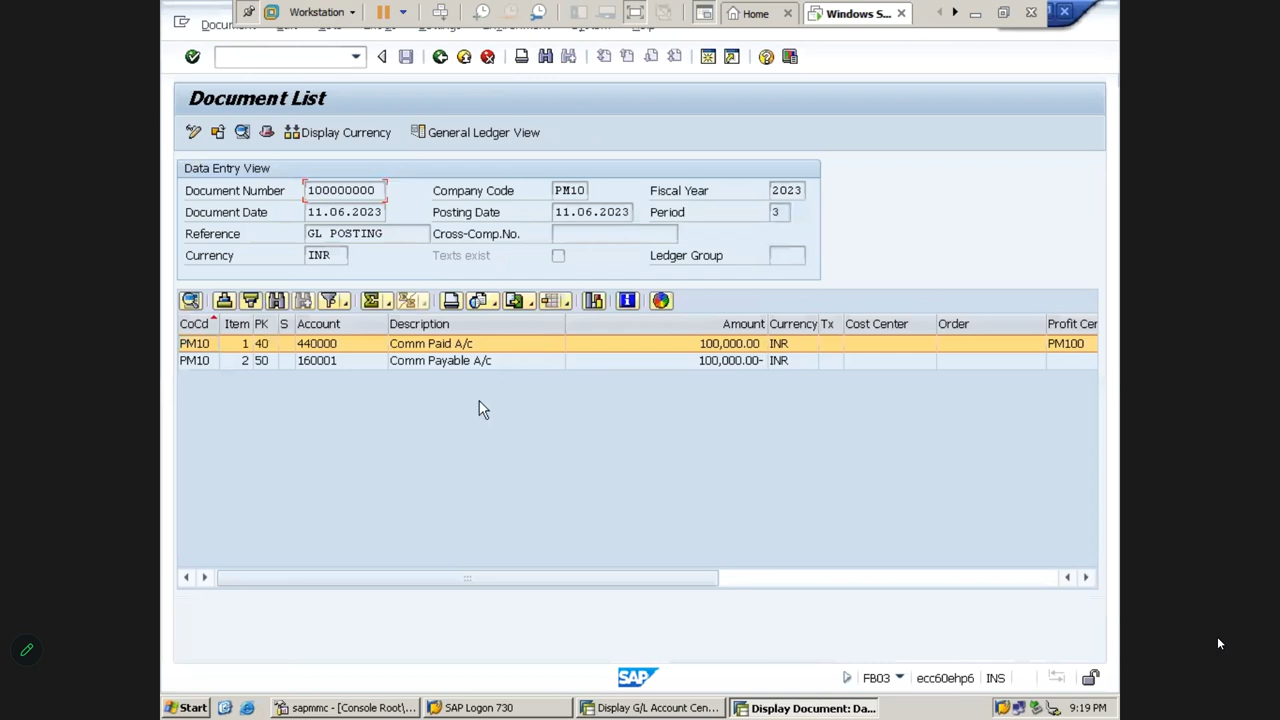 Workstation
Home
Windows S...
Document List
Display Currency
General Ledger View
Data Entry View
Document Number 100000000 Company Code PM10 Fiscal Year 2023
Document Date 11.06.2023 Posting Date 11.06.2023 Period 3
Reference GL POSTING Cross-Comp.No.
Currency INR Texts exist Ledger Group
CoCd Item PK S Account Description Amount Currency Tx Cost Center Order Profit Cer
PM10 1 40 440000 Comm Paid A/c 100,000.00 INR PM100
PM10 2 50 160001 Comm Payable A/c 100,000.00- INR
SAP FB03 ecc60ehp6 INS
Start sapmmc - [Console Root\... SAP Logon 730 Display G/L Account Cen... Display Document: Da... 9:19 PM